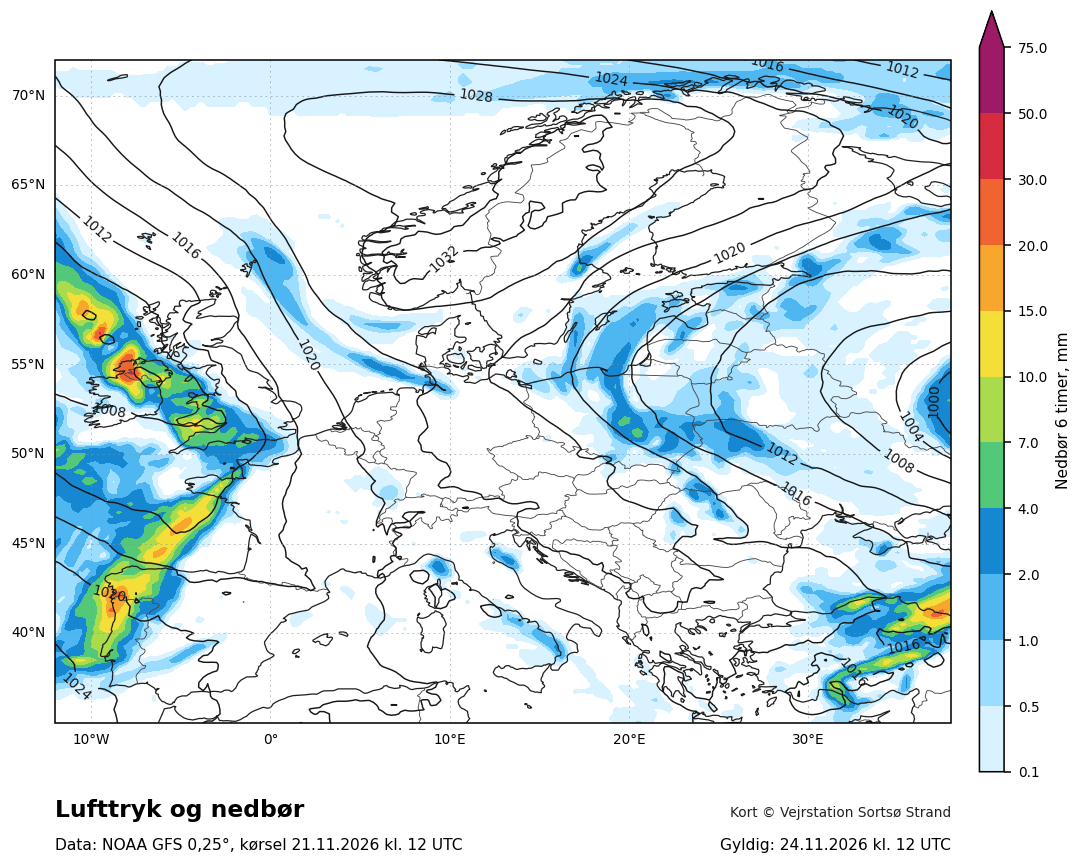 1016
1012
1024
1028
1020
70°N
65°N
1012
1016
1032
1020
60°N
1020
55°N
1000
1008
1004
1012
1008
50°N
1016
45°N
1020
40°N
1016
1024
10°W
0°
10°E
20°E
30°E
75.0
50.0
30.0
20.0
15.0
10.0
7.0
4.0
2.0
1.0
0.5
0.1
Nedbør 6 timer, mm
Lufttryk og nedbør
Kort © Vejrstation Sortsø Strand
Data: NOAA GFS 0,25°, kørsel 21.11.2026 kl. 12 UTC
Gyldig: 24.11.2026 kl. 12 UTC